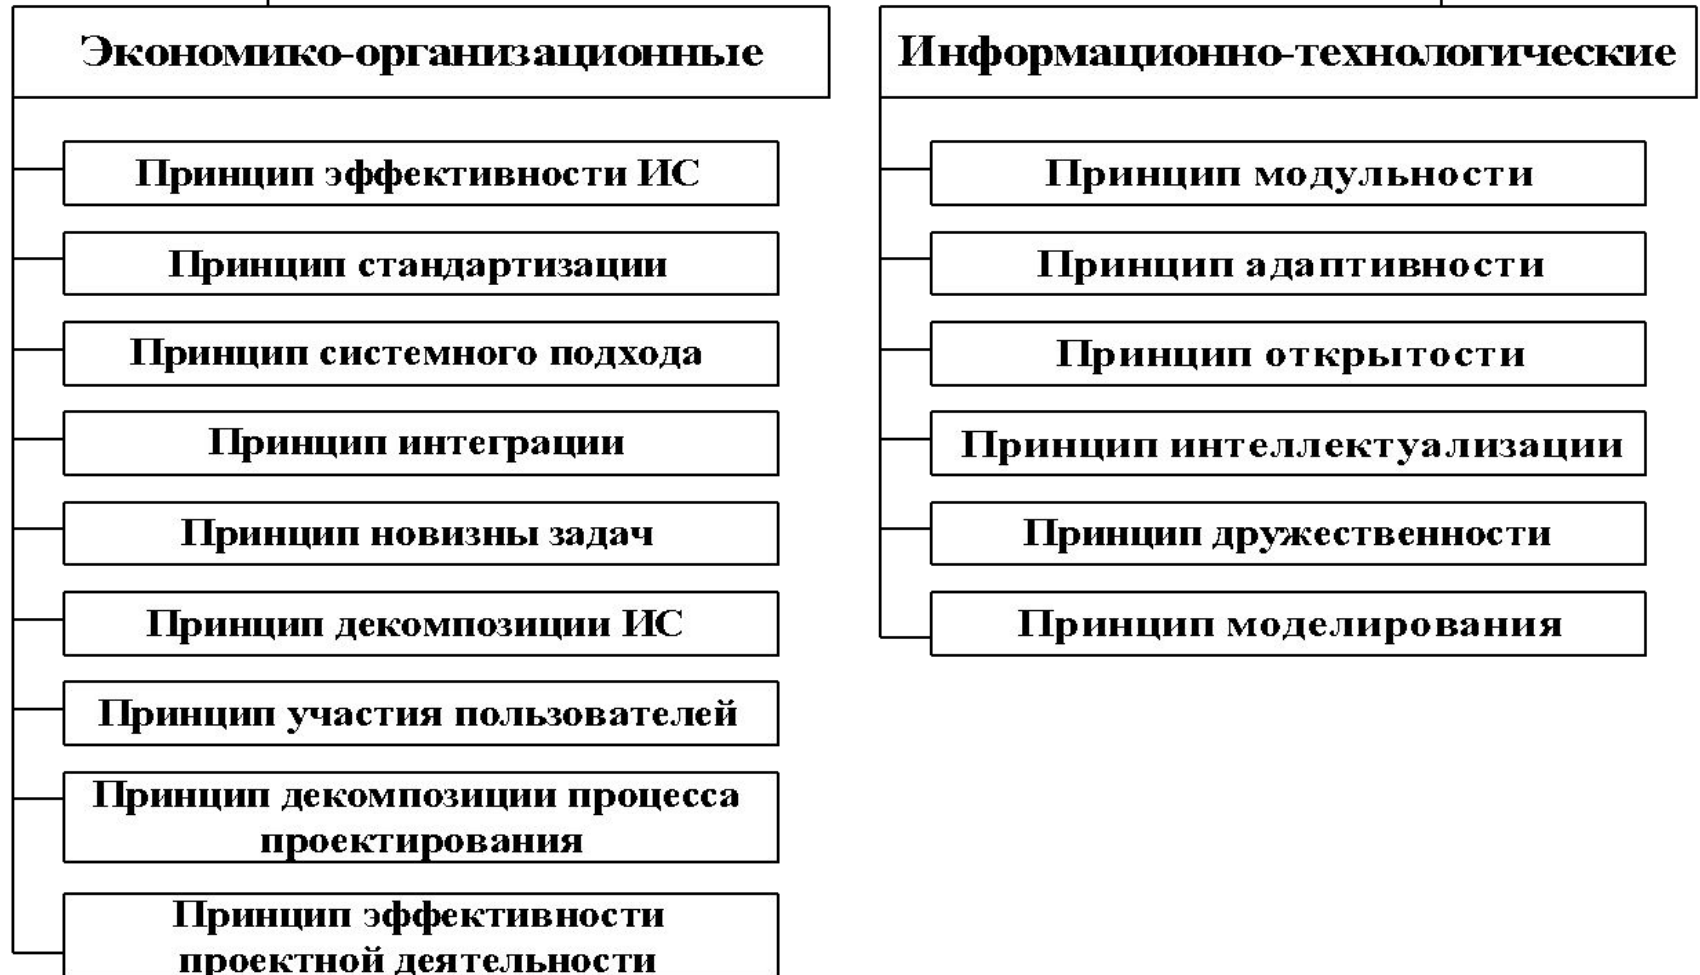 Экономико-организационные
Принцип эффективности ИС
Принцип стандартизации
Принцип системного подхода
Принцип интеграции
Принцип новизны задач
Принцип декомпозиции ИС
Принцип участия пользователей
Принцип декомпозиции процесса
проектирования
Принцип эффективности
проектной деятельности
Информационно-технологические
Принцип модульности
Принцип адаптивности
Принцип открытости
Принцип интеллектуализации
Принцип дружественности
Принцип моделирования